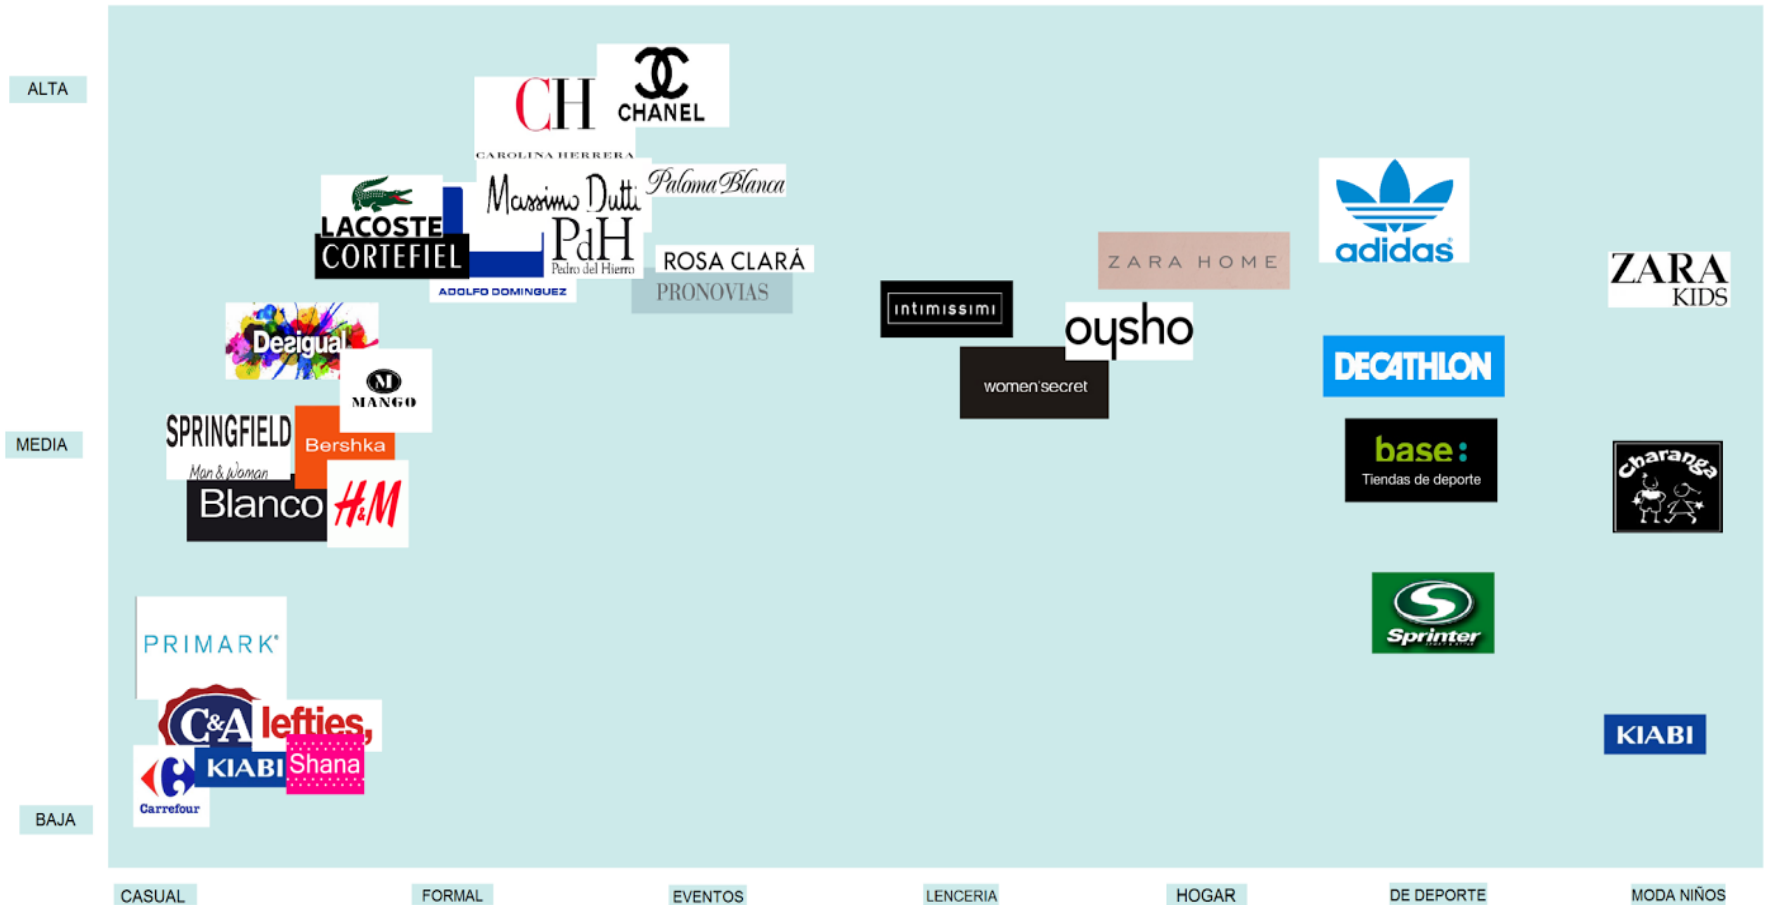 ALTA
CHANEL
CH
CAROLINA HERRERA
Massimo Dutti
Paloma Blanca
LACOSTE
CORTEFIEL
PdH
Pedro del Hierro
ADOLFO DOMINGUEZ
ROSA CLARÁ
PRONOVIAS
intimissimi
ZARA HOME
oysho
women'secret
adidas
ZARA
KIDS
Desigual
M
MANGO
DECATHLON
MEDIA
SPRINGFIELD
Man & Woman
Bershka
Blanco
H&M
base:
Tiendas de deporte
Charanga
PRIMARK
Sprinter
C&A
lefties,
KIABI
Shana
Carrefour
KIABI
BAJA
CASUAL
FORMAL
EVENTOS
LENCERIA
HOGAR
DE DEPORTE
MODA NIÑOS